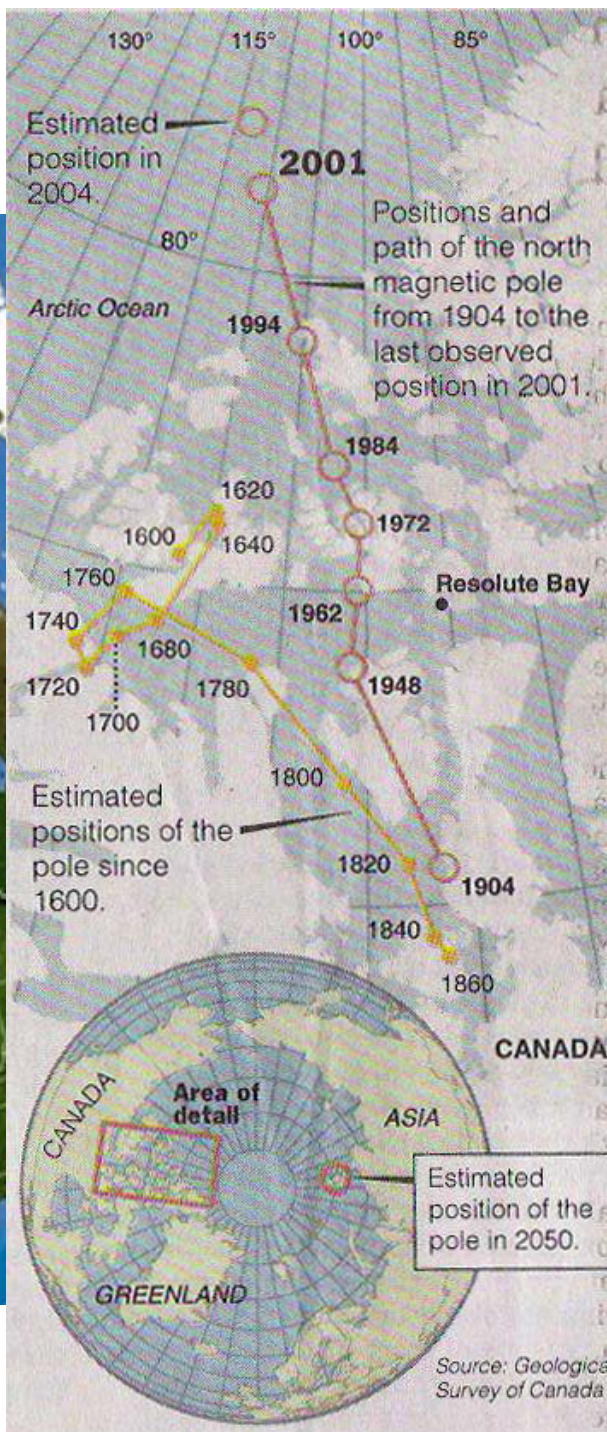 130°
115°
100°
85°
Estimated
position in
2004.
2001
80°
Positions and
path of the north
magnetic pole
from 1904 to the
last observed
position in 2001.
Arctic Ocean
1994
1984
1620
1640
1600
1972
1760
Resolute Bay
1962
1740
1680
1720
1700
1780
1948
1800
Estimated
positions of the
pole since
1600.
1820
1904
1840
1860
CANADA
Area of
detail
CANADA
ASIA
Estimated
position of the
pole in 2050.
GREENLAND
Source: Geologica
Survey of Canada